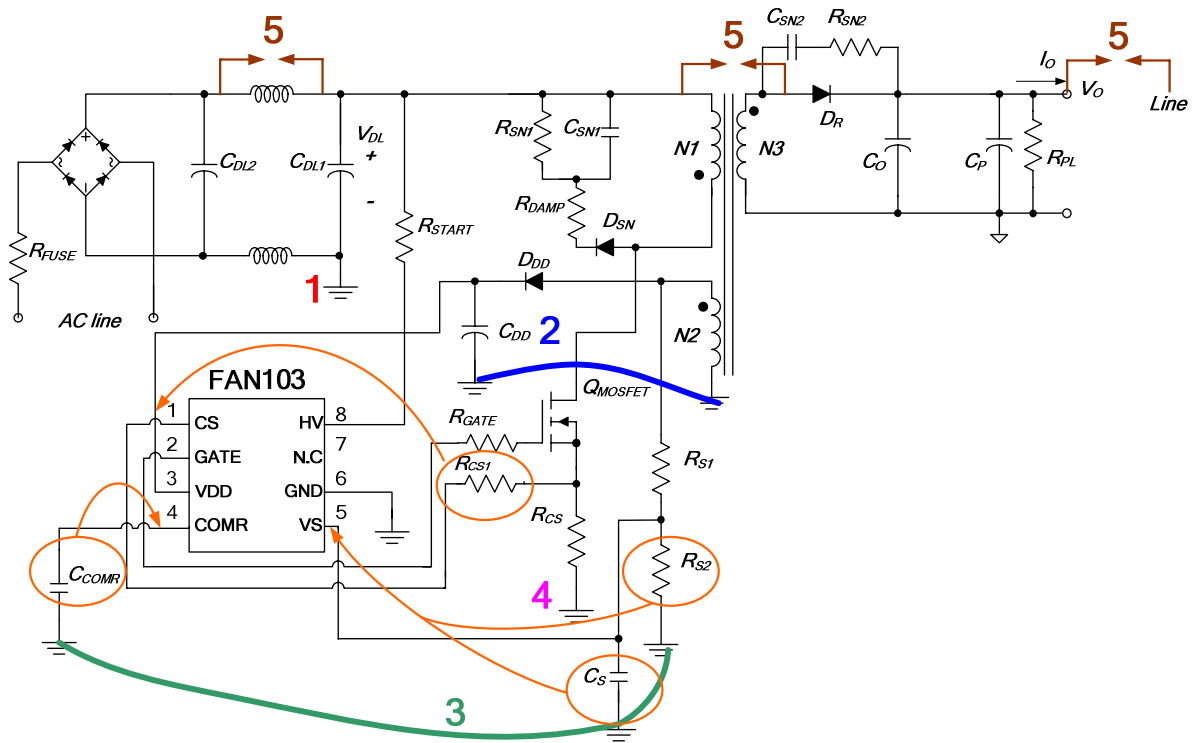 5
5
5
C_SN2
R_SN2
I_O
V_O
Line
R_SN1
C_SN1
V_DL
+
-
C_DL2
C_DL1
N1
N3
D_R
C_O
C_P
R_PL
+
-
R_DAMP
D_SN
R_START
R_FUSE
AC line
1
D_DD
C_DD
2
N2
Q_MOSFET
FAN103
1
CS
HV
8
2
GATE
N.C
7
3
VDD
GND
6
4
COMR
VS
5
R_GATE
R_CS1
R_CS
R_S1
R_S2
C_COMR
4
C_S
3